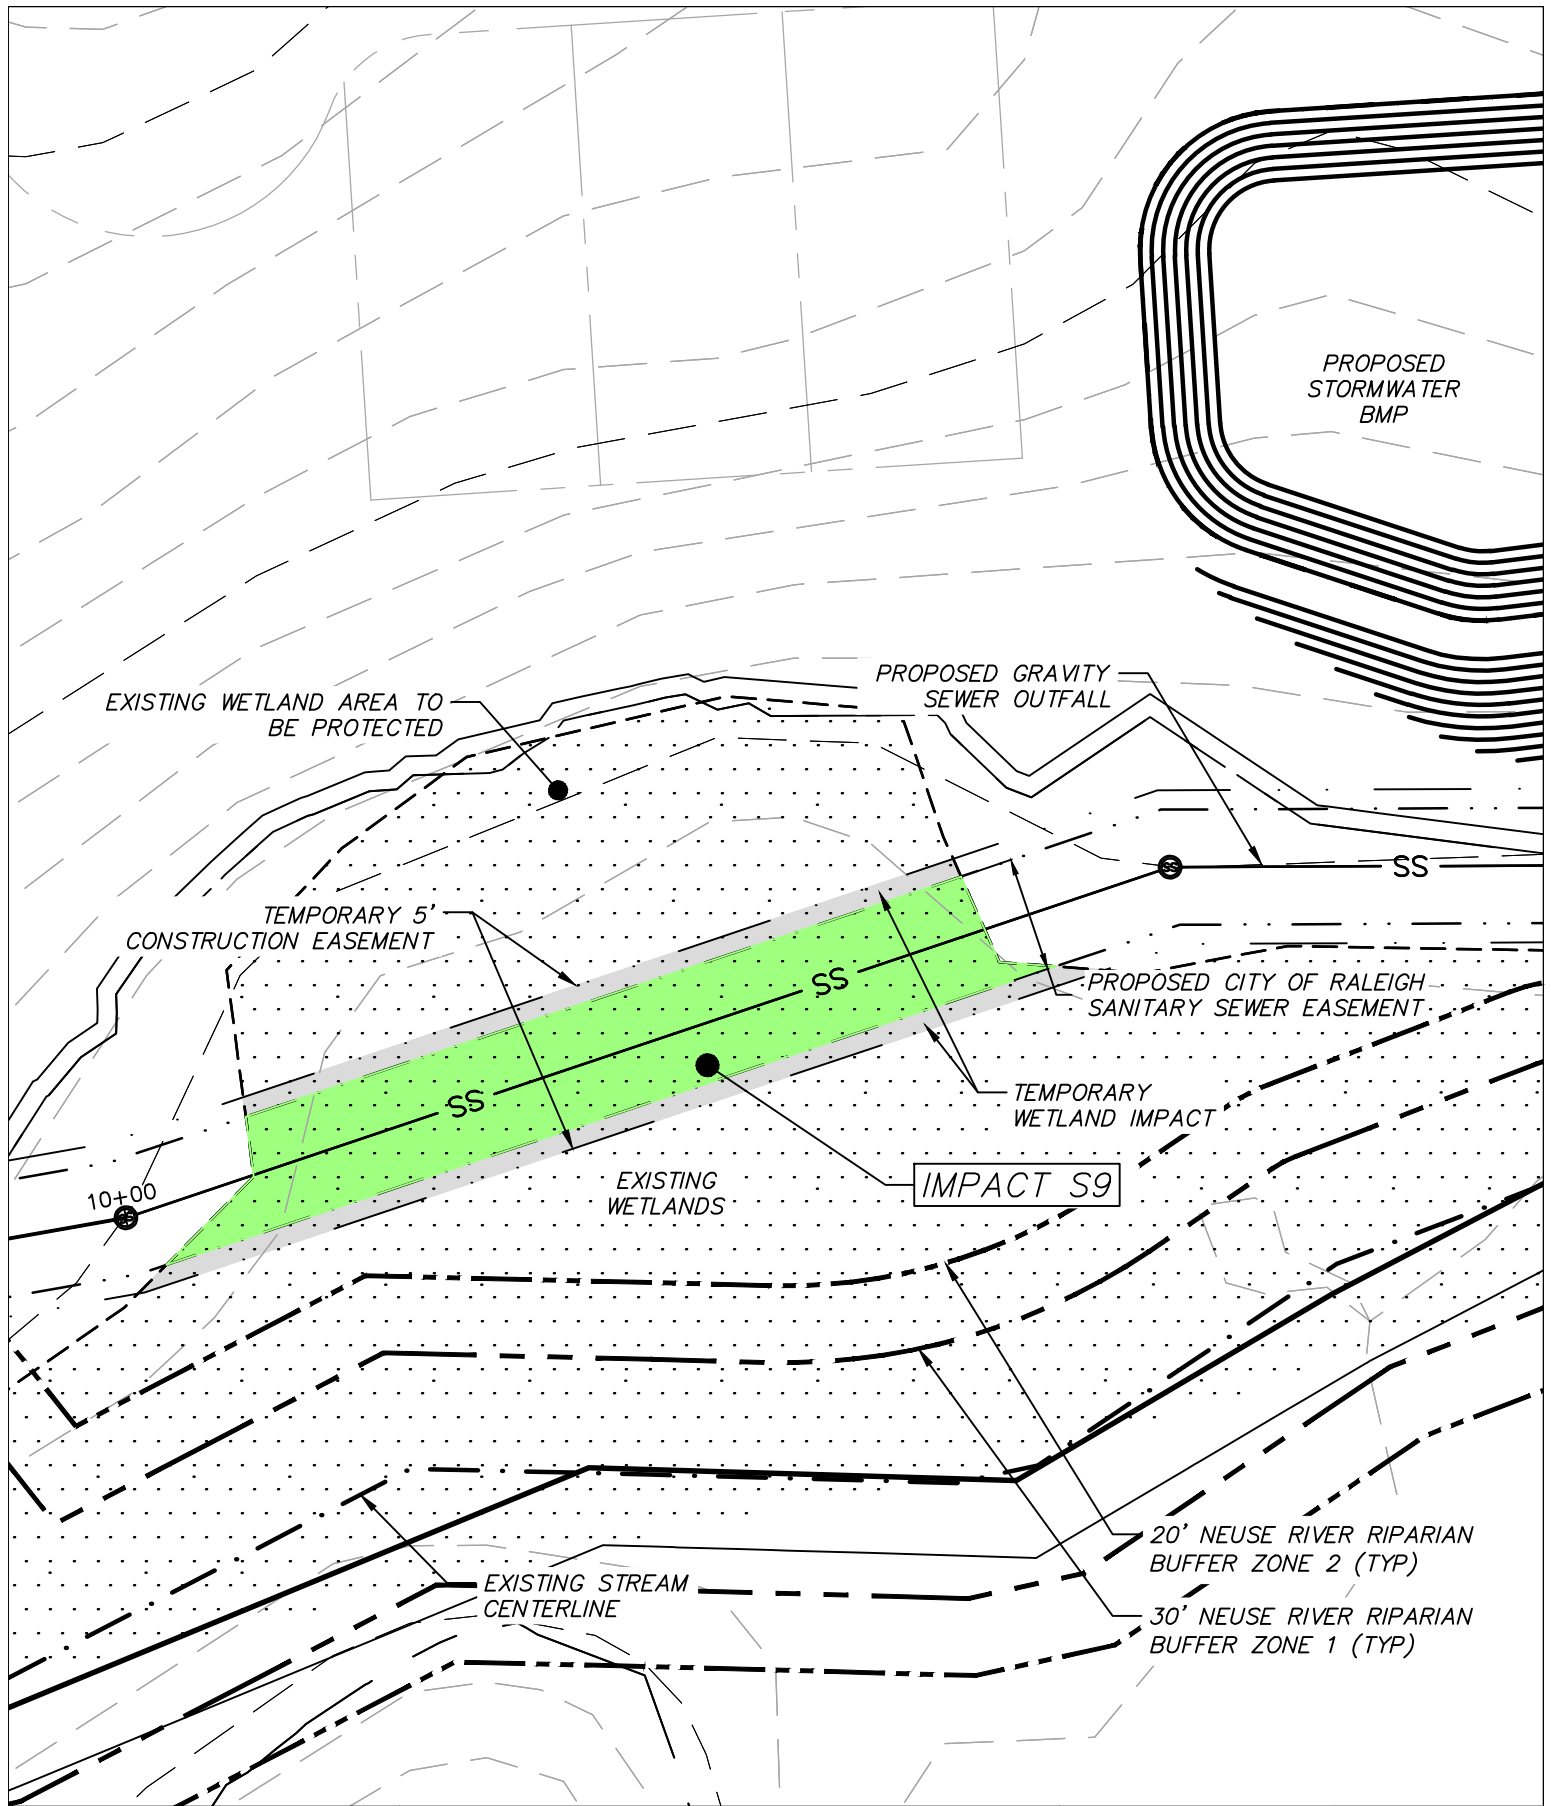 PROPOSED
STORMWATER
BMP
PROPOSED GRAVITY
SEWER OUTFALL
EXISTING WETLAND AREA TO
BE PROTECTED
SS
SS
TEMPORARY 5'
CONSTRUCTION EASEMENT
SS
PROPOSED CITY OF RALEIGH
SANITARY SEWER EASEMENT
SS
TEMPORARY
WETLAND IMPACT
EXISTING
WETLANDS
IMPACT S9
10+00
20' NEUSE RIVER RIPARIAN
BUFFER ZONE 2 (TYP)
EXISTING STREAM
CENTERLINE
30' NEUSE RIVER RIPARIAN
BUFFER ZONE 1 (TYP)